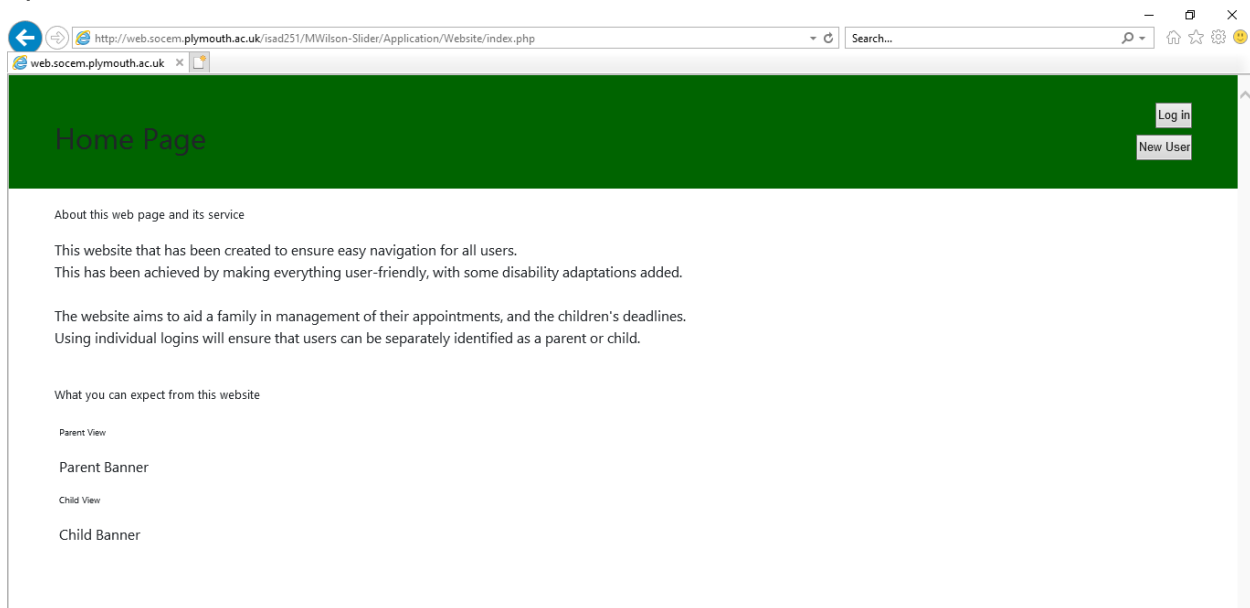 http://web.socem.plymouth.ac.uk/isad251/MWilson-Slider/Application/Website/index.php
Search...
web.socem.plymouth.ac.uk
Home Page
Log in
New User
About this web page and its service
This website that has been created to ensure easy navigation for all users.
This has been achieved by making everything user-friendly, with some disability adaptations added.
The website aims to aid a family in management of their appointments, and the children's deadlines.
Using individual logins will ensure that users can be separately identified as a parent or child.
What you can expect from this website
Parent View
Parent Banner
Child View
Child Banner